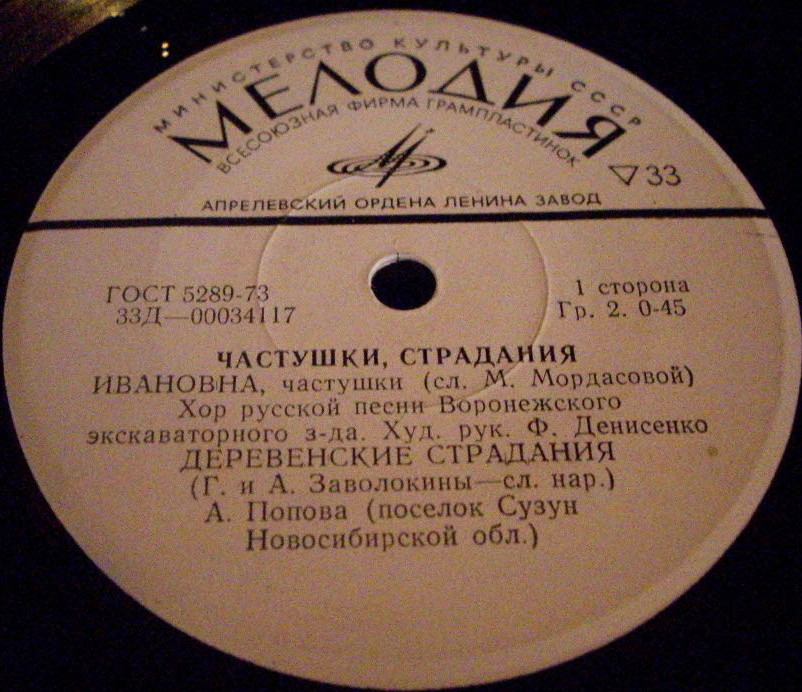 МИНИСТЕРСТВО КУЛЬТУРЫ СССР
МЕЛОДИЯ
ВСЕСОЮЗНАЯ ФИРМА ГРАМПЛАСТИНОК
33
АПРЕЛЕВСКИЙ ОРДЕНА ЛЕНИНА ЗАВОД
ГОСТ 5289-73
33Д—00034117
1 сторона
Гр. 2. 0-45
ЧАСТУШКИ, СТРАДАНИЯ
ИВАНОВНА, частушки (сл. М. Мордасовой)
Хор русской песни Воронежского
экскаваторного з-да. Худ. рук. Ф. Денисенко
ДЕРЕВЕНСКИЕ СТРАДАНИЯ
(Г. и А. Заволокины—сл. нар.)
А. Попова (поселок Сузун
Новосибирской обл.)